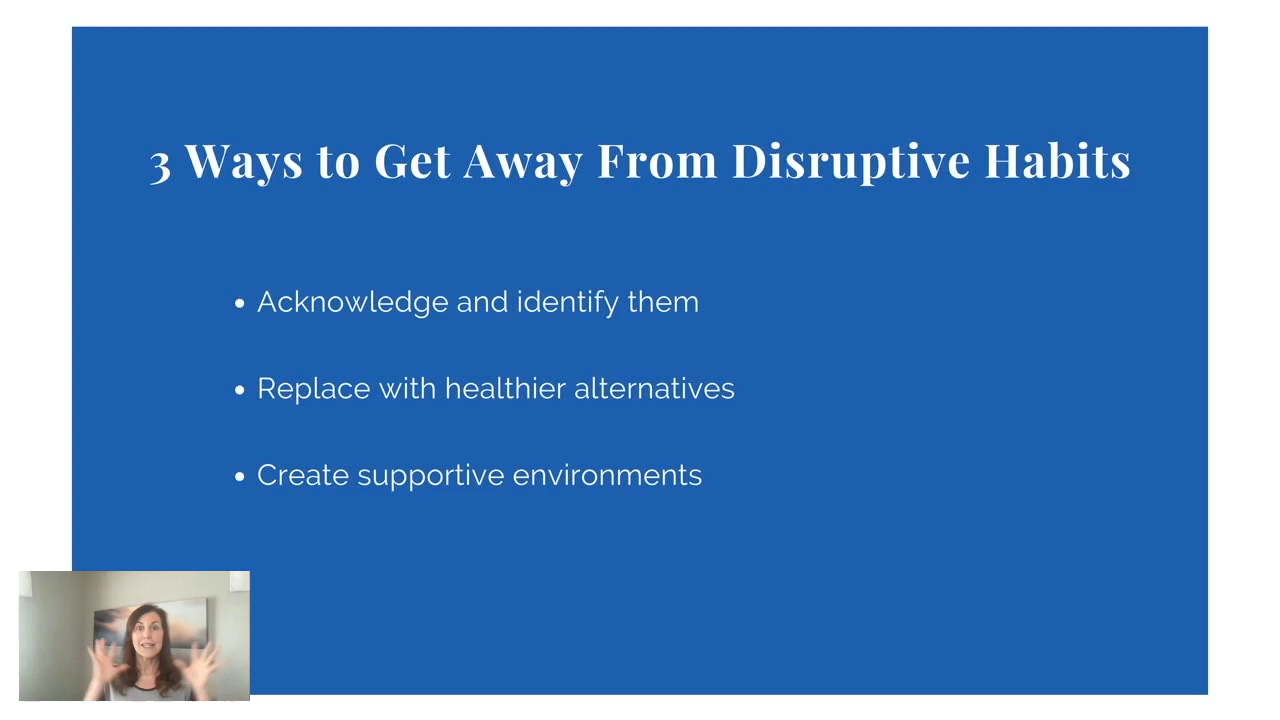 3 Ways to Get Away From Disruptive Habits
• Acknowledge and identify them
• Replace with healthier alternatives
• Create supportive environments